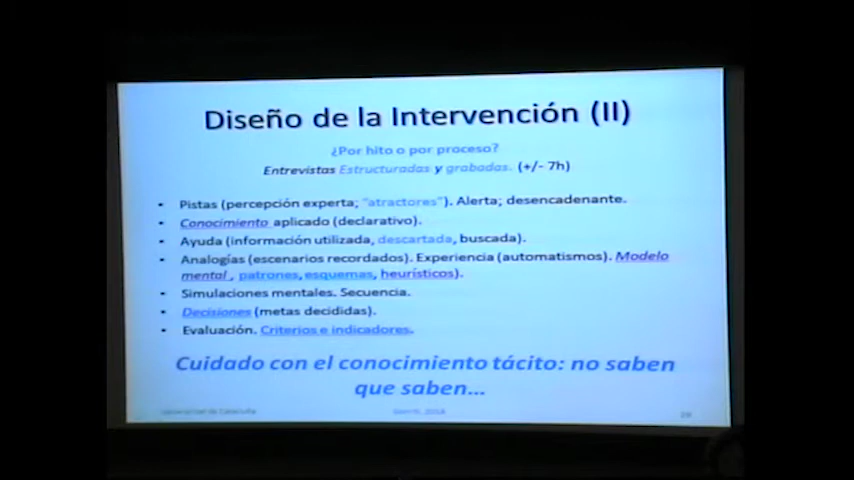 Diseño de la Intervención (II)
¿Por hito o por proceso?
Entrevistas Estructuradas y grabadas. (+/- 7h)
• Pistas (percepción experta; "atractores"). Alerta; desencadenante.
• Conocimiento aplicado (declarativo).
• Ayuda (información utilizada, descartada, buscada).
• Analogías (escenarios recordados). Experiencia (automatismos). Modelo
mental, patrones, esquemas, heurísticos).
• Simulaciones mentales. Secuencia.
• Decisiones (metas decididas).
• Evaluación. Criterios e indicadores.
Cuidado con el conocimiento tácito: no saben
que saben...